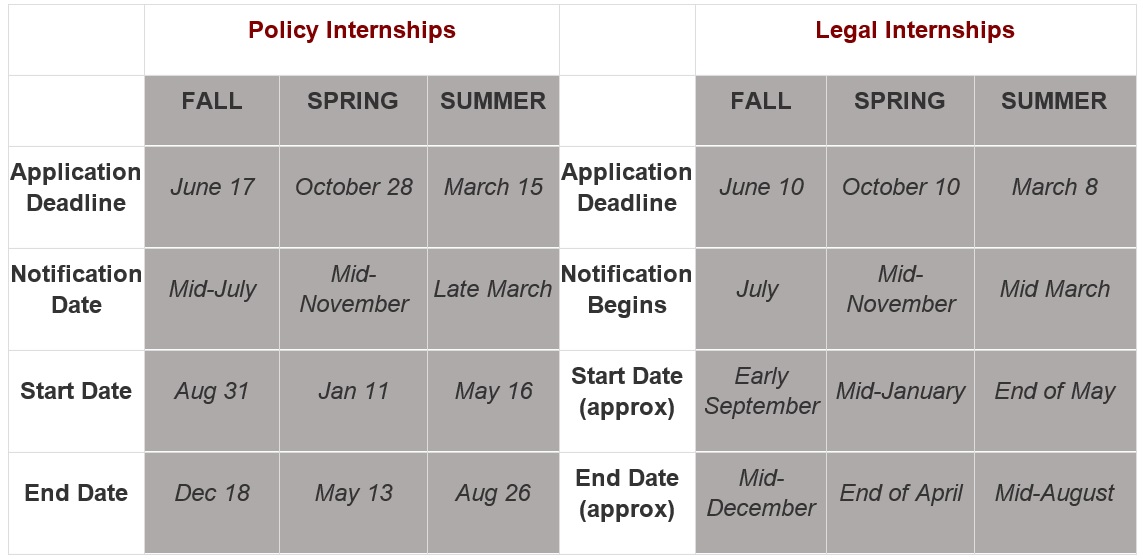 Policy Internships Legal Internships
FALL SPRING SUMMER FALL SPRING SUMMER
Application Deadline June 17 October 28 March 15 Application Deadline June 10 October 10 March 8
Notification Date Mid-July Mid-November Late March Notification Begins July Mid-November Mid March
Start Date Aug 31 Jan 11 May 16 Start Date (approx) Early September Mid-January End of May
End Date Dec 18 May 13 Aug 26 End Date (approx) Mid-December End of April Mid-August